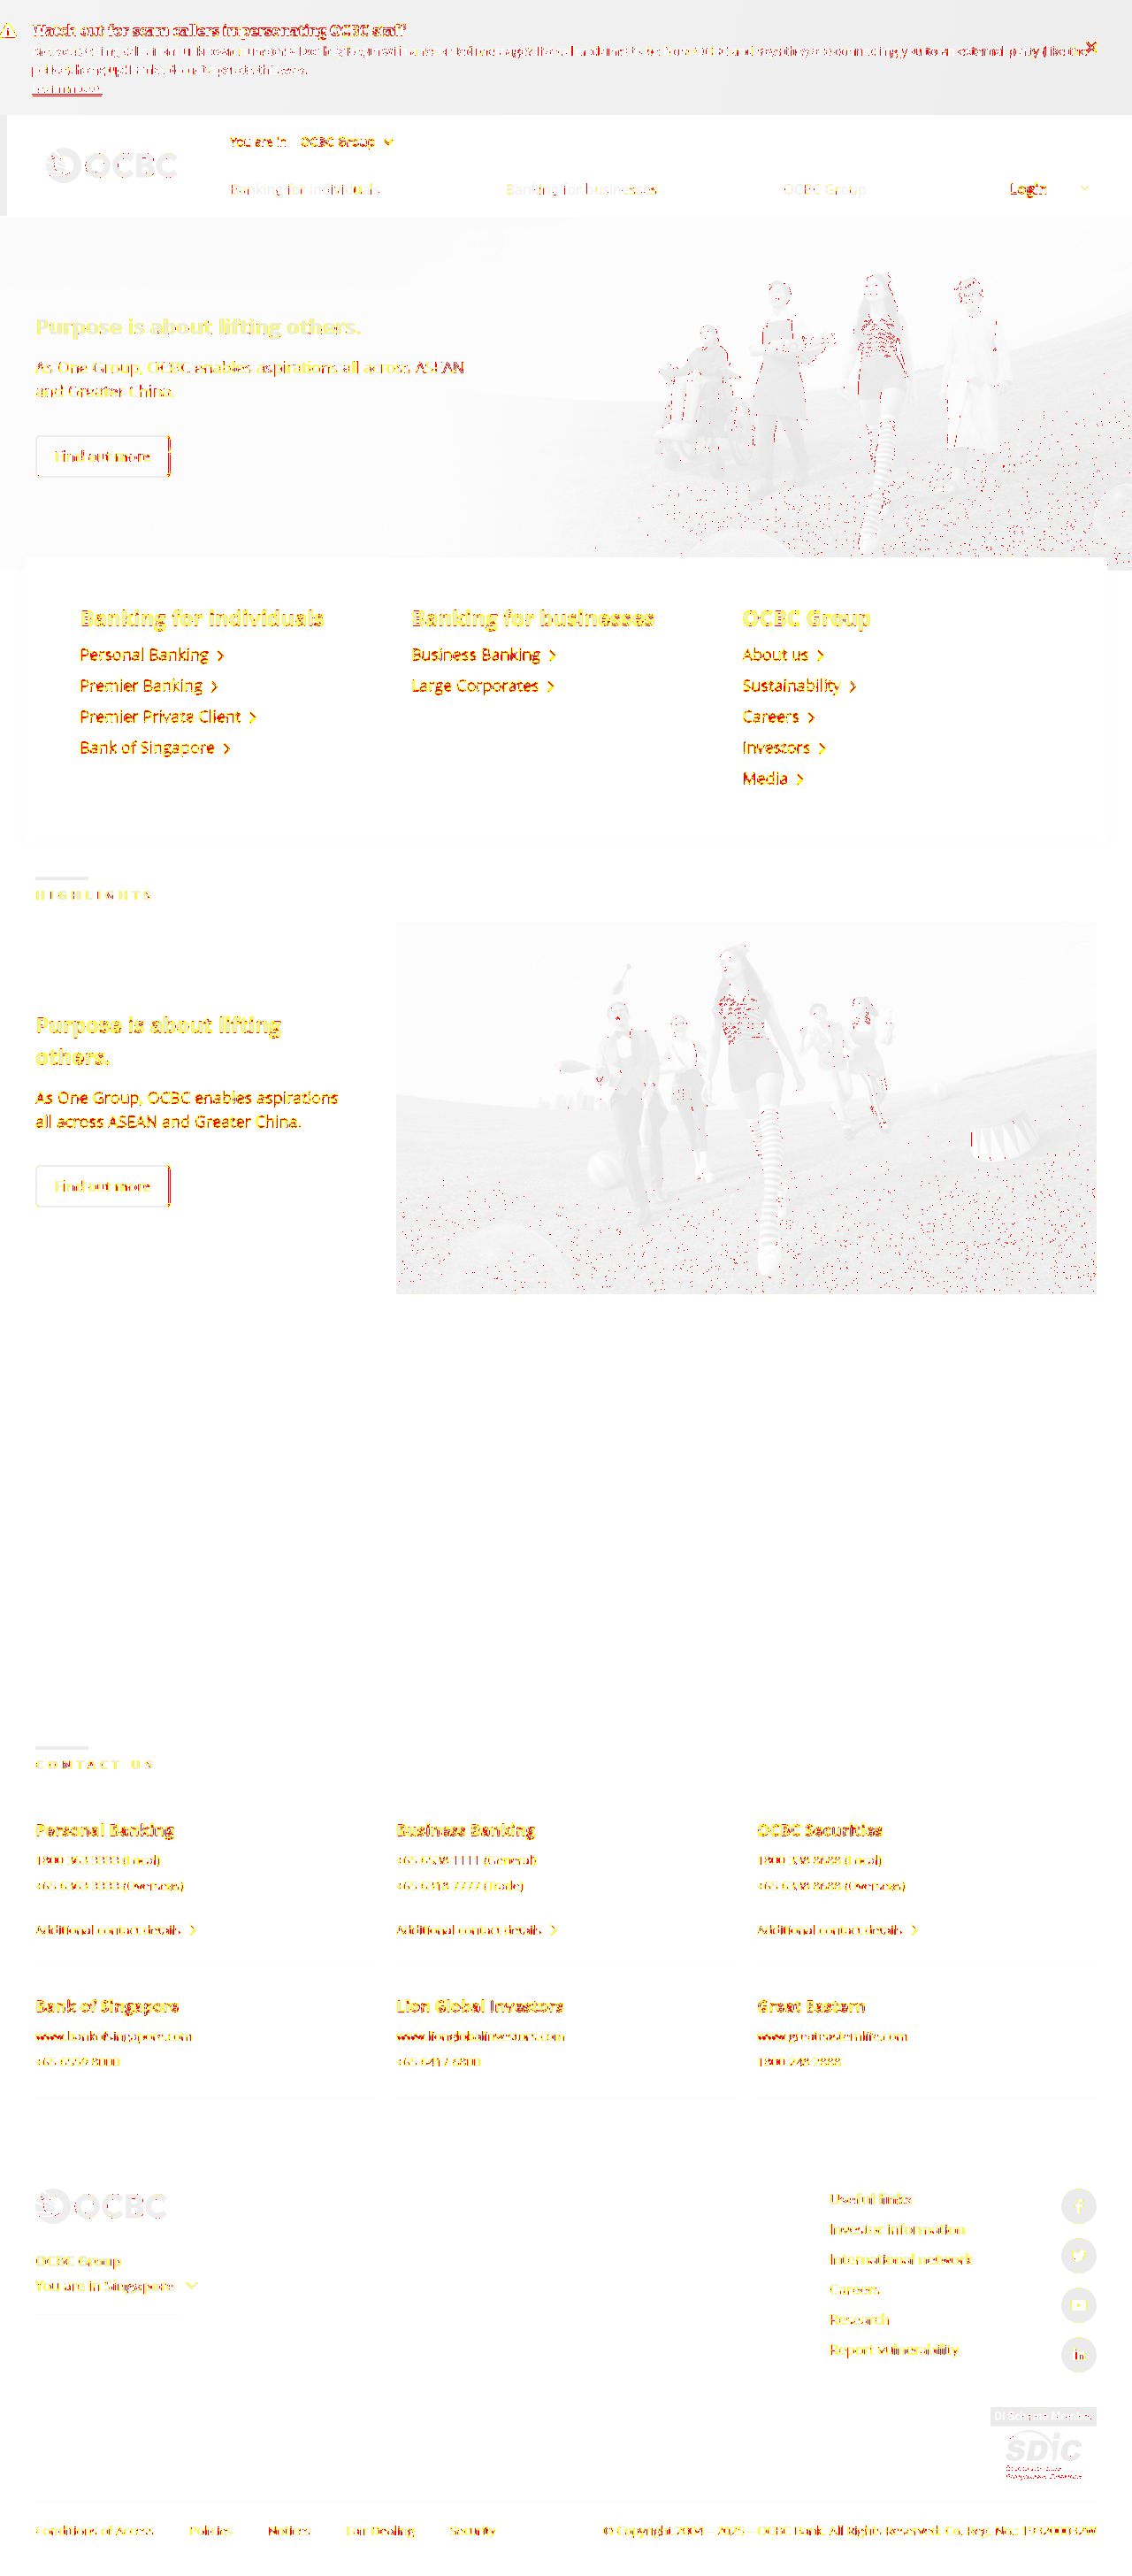 Watch out for scam callers impersonating OCBC staff
OCBC
You are in OCBC Group
Banking for individuals
Banking for businesses
OCBC Group
Login
Purpose is about lifting others.
As One Group, OCBC enables aspirations all across ASEAN
and Greater China.
Find out more
Banking for individuals
Personal Banking
Premier Banking
Premier Private Client
Bank of Singapore
Banking for businesses
Business Banking
Large Corporates
OCBC Group
About us
Sustainability
Careers
Investors
Media
HIGHLIGHTS
Purpose is about lifting
others.
As One Group, OCBC enables aspirations
all across ASEAN and Greater China.
Find out more
CONTACT US
Personal Banking
1800 363 3333 (Local)
+65 6363 3333 (Overseas)
Additional contact details
Business Banking
+65 6538 1111 (General)
+65 6318 7777 (Trade)
Additional contact details
OCBC Securities
1800 338 8688 (Local)
+65 6338 8688 (Overseas)
Additional contact details
Bank of Singapore
www.bankofsingapore.com
+65 6559 8000
Lion Global Investors
www.lionglobalinvestors.com
+65 6417 6800
Great Eastern
www.greateasternlife.com
1800 248 2888
OCBC
OCBC Group
You are in Singapore
Useful links
Investor information
International network
Careers
Research
Report vulnerability
DI Scheme Member
SDIC
Conditions of Access
Policies
Notices
Fair Dealing
Security
© Copyright 2004 - 2025 - OCBC Bank. All Rights Reserved. Co. Reg. No.: 193200032W